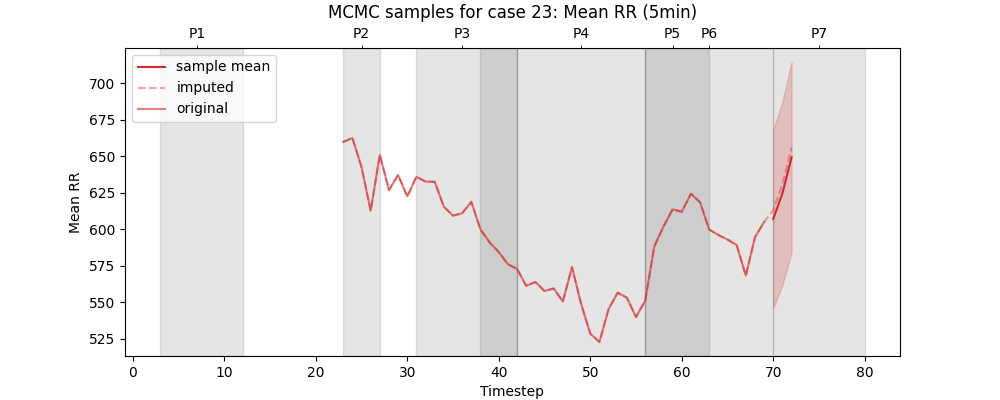 MCMC samples for case 23: Mean RR (5min)
P1 P2 P3 P4 P5 P6 P7
sample mean
imputed
original
700
675
650
625
600
575
550
525
Mean RR
0 10 20 30 40 50 60 70 80
Timestep